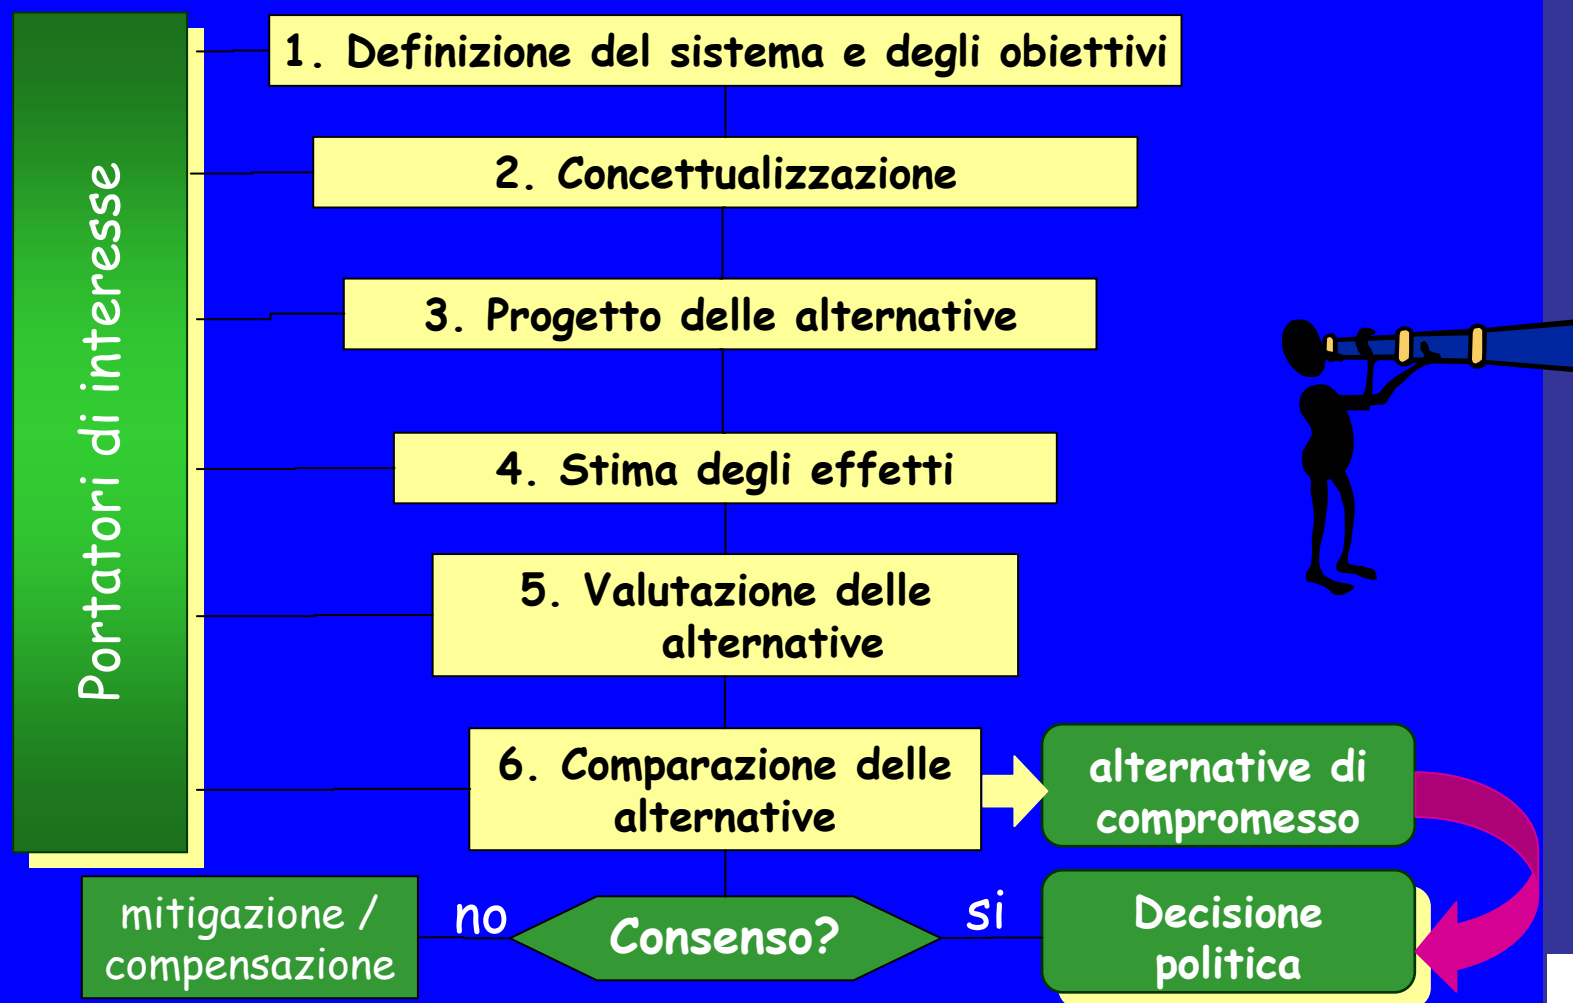 Portatori di interesse
1. Definizione del sistema e degli obiettivi
2. Concettualizzazione
3. Progetto delle alternative
4. Stima degli effetti
5. Valutazione delle
alternative
6. Comparazione delle
alternative
alternative di
compromesso
mitigazione /
compensazione
no
Consenso?
si
Decisione
politica